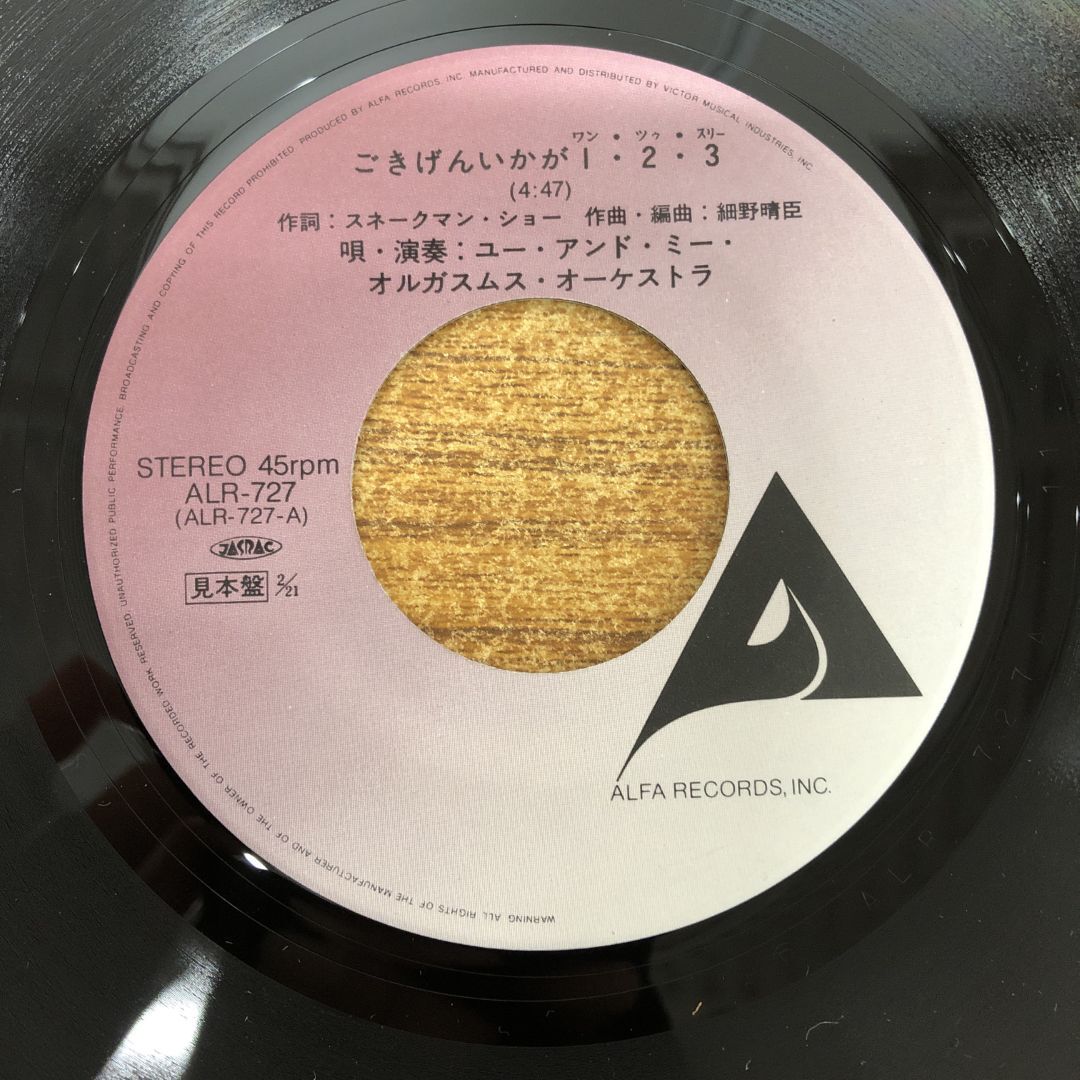 ワン・ツゥ・スリー
ごきげんいかが1・2・3
(4:47)
作詞：スネークマン・ショー 作曲・編曲：細野晴臣
唄・演奏：ユー・アンド・ミー・
オルガスムス・オーケストラ
STEREO 45rpm
ALR-727
(ALR-727-A)
JASRAC
見本盤 2/21
ALFA RECORDS, INC.
WARNING: ALL RIGHTS OF THE MANUFACTURER AND OF THE OWNER OF THE RECORDED WORK RESERVED. UNAUTHORIZED PUBLIC PERFORMANCE, BROADCASTING AND COPYING OF THIS RECORD PROHIBITED. PRODUCED BY ALFA RECORDS, INC. MANUFACTURED AND DISTRIBUTED BY VICTOR MUSICAL INDUSTRIES, INC.